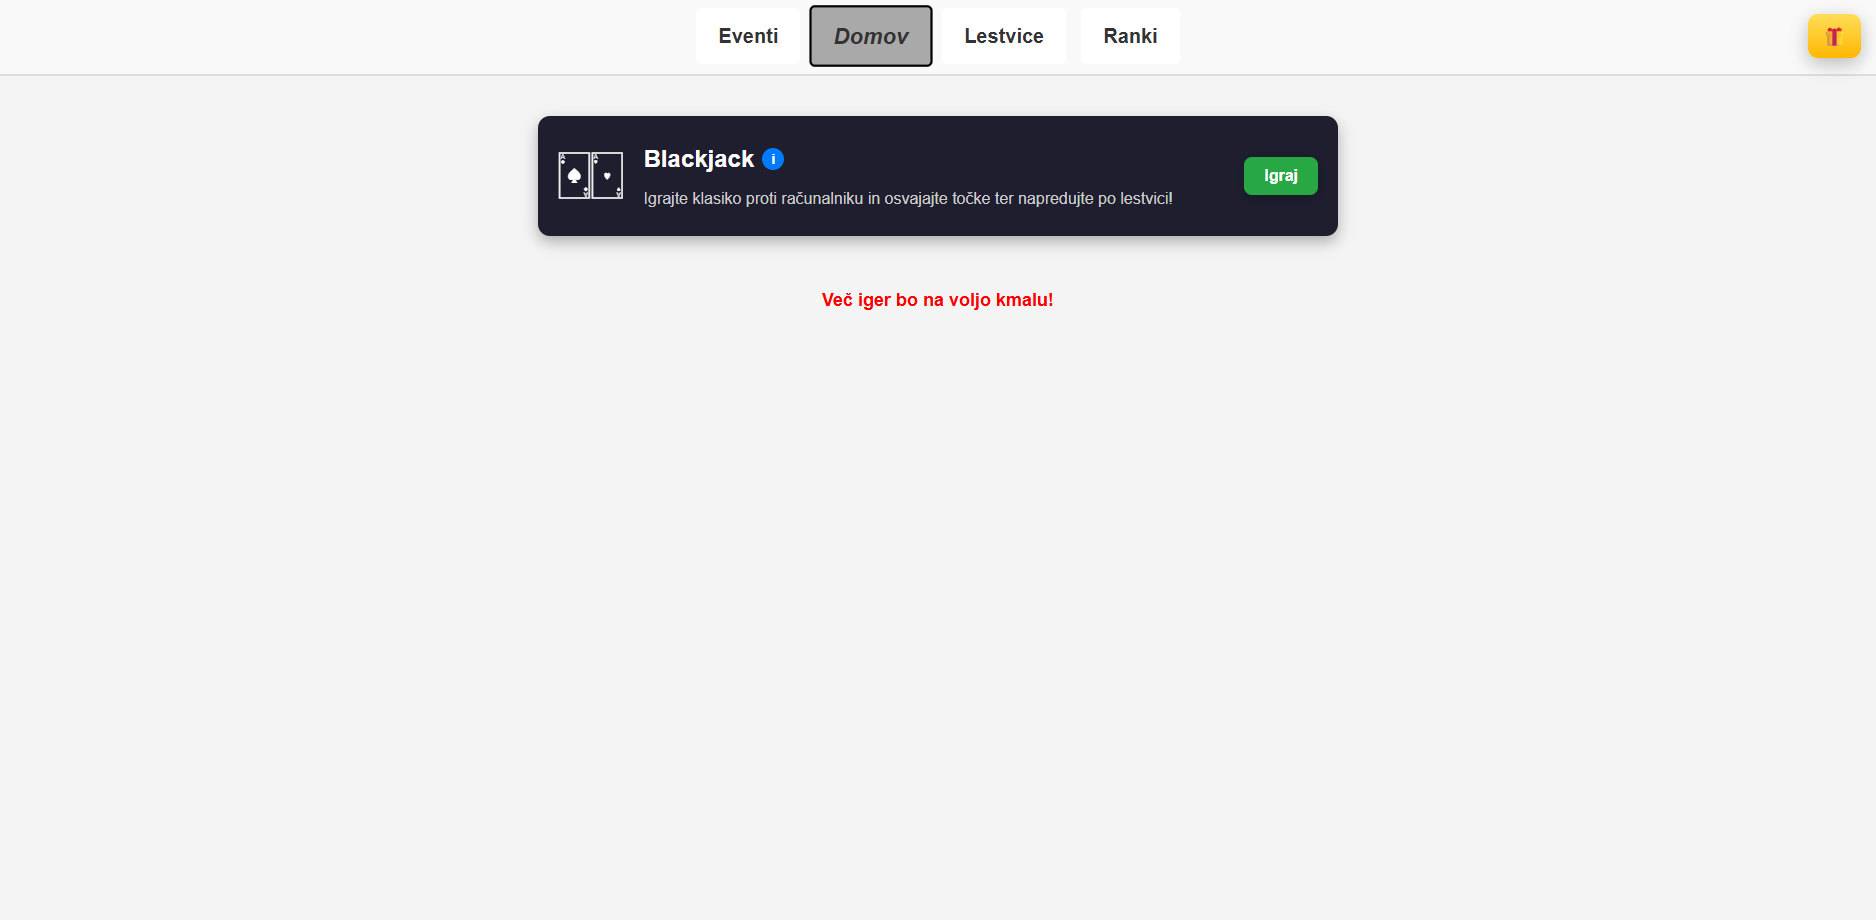 Eventi
Domov
Lestvice
Ranki
Blackjack i
Igrajte klasiko proti računalniku in osvajajte točke ter napredujte po lestvici!
Igraj
Več iger bo na voljo kmalu!